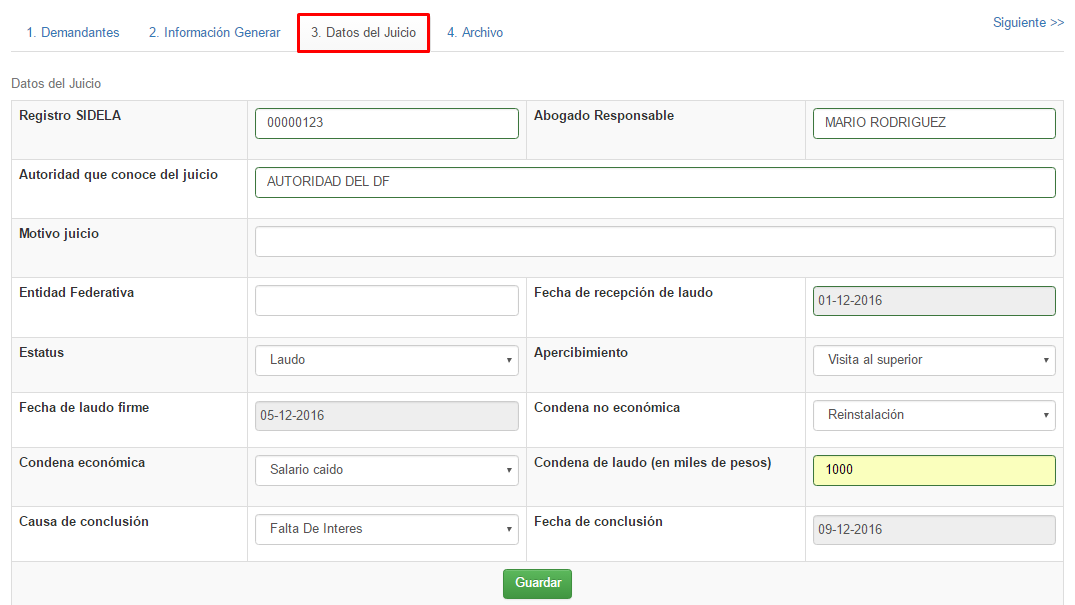 1. Demandantes 2. Información Generar 3. Datos del Juicio 4. Archivo Siguiente >>
Datos del Juicio
Registro SIDELA 00000123 Abogado Responsable MARIO RODRIGUEZ
Autoridad que conoce del juicio AUTORIDAD DEL DF
Motivo juicio
Entidad Federativa Fecha de recepción de laudo 01-12-2016
Estatus Laudo Apercibimiento Visita al superior
Fecha de laudo firme 05-12-2016 Condena no económica Reinstalación
Condena económica Salario caido Condena de laudo (en miles de pesos) 1000
Causa de conclusión Falta De Interes Fecha de conclusión 09-12-2016
Guardar